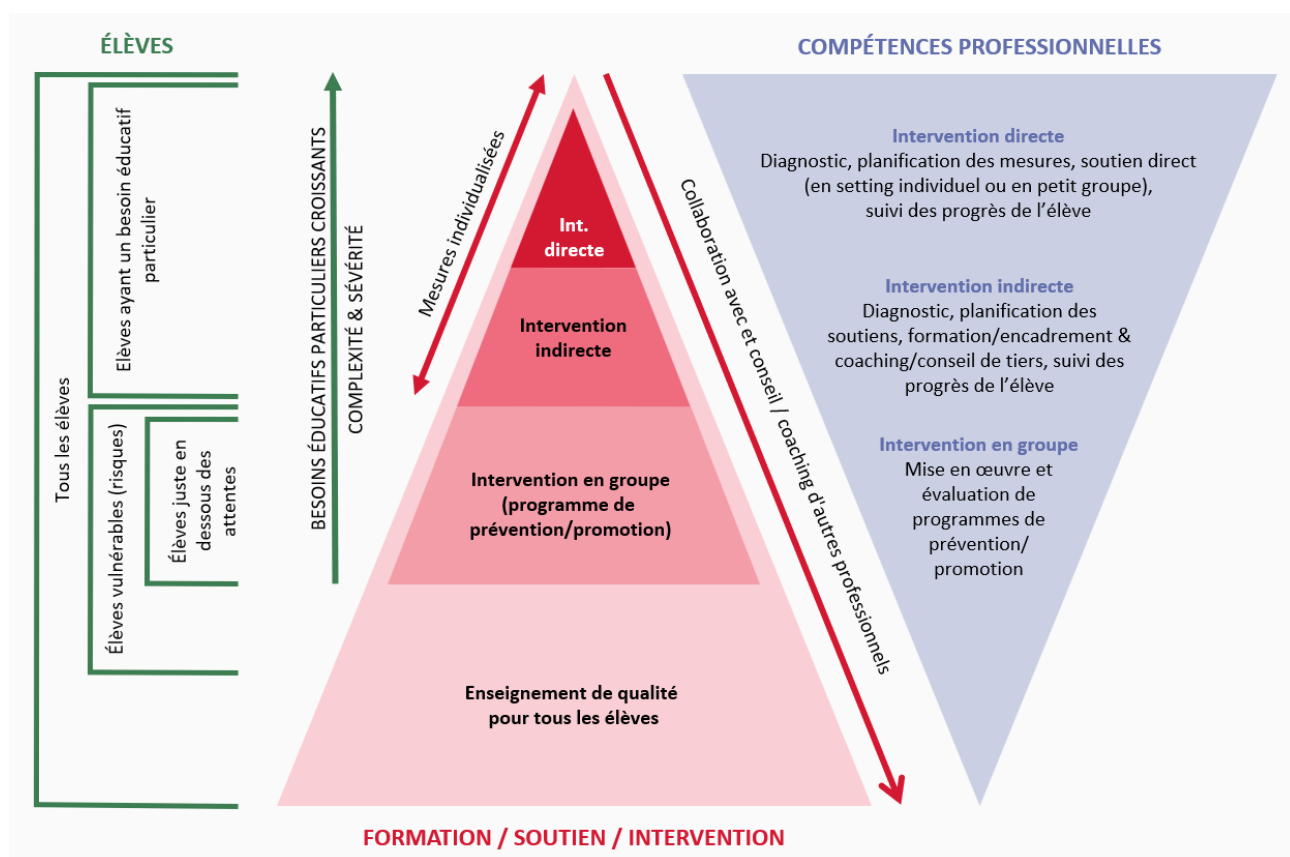 ÉLÈVES
Tous les élèves
Elèves ayant un besoin éducatif
particulier
Élèves vulnérables (risques)
Élèves juste en
dessous des
attentes
BESOINS ÉDUCATIFS PARTICULIERS CROISSANTS
COMPLEXITÉ & SÉVÉRITÉ
Mesures individualisées
Int.
directe
Intervention
indirecte
Intervention en groupe
(programme de
prévention/promotion)
Enseignement de qualité
pour tous les élèves
Collaboration avec et conseil / coaching d'autres professionnels
FORMATION / SOUTIEN / INTERVENTION
COMPÉTENCES PROFESSIONNELLES
Intervention directe
Diagnostic, planification des mesures, soutien direct
(en setting individuel ou en petit groupe),
suivi des progrès de l’élève
Intervention indirecte
Diagnostic, planification des
soutiens, formation/encadrement &
coaching/conseil de tiers, suivi des
progrès de l’élève
Intervention en groupe
Mise en œuvre et
évaluation de
programmes de
prévention/
promotion